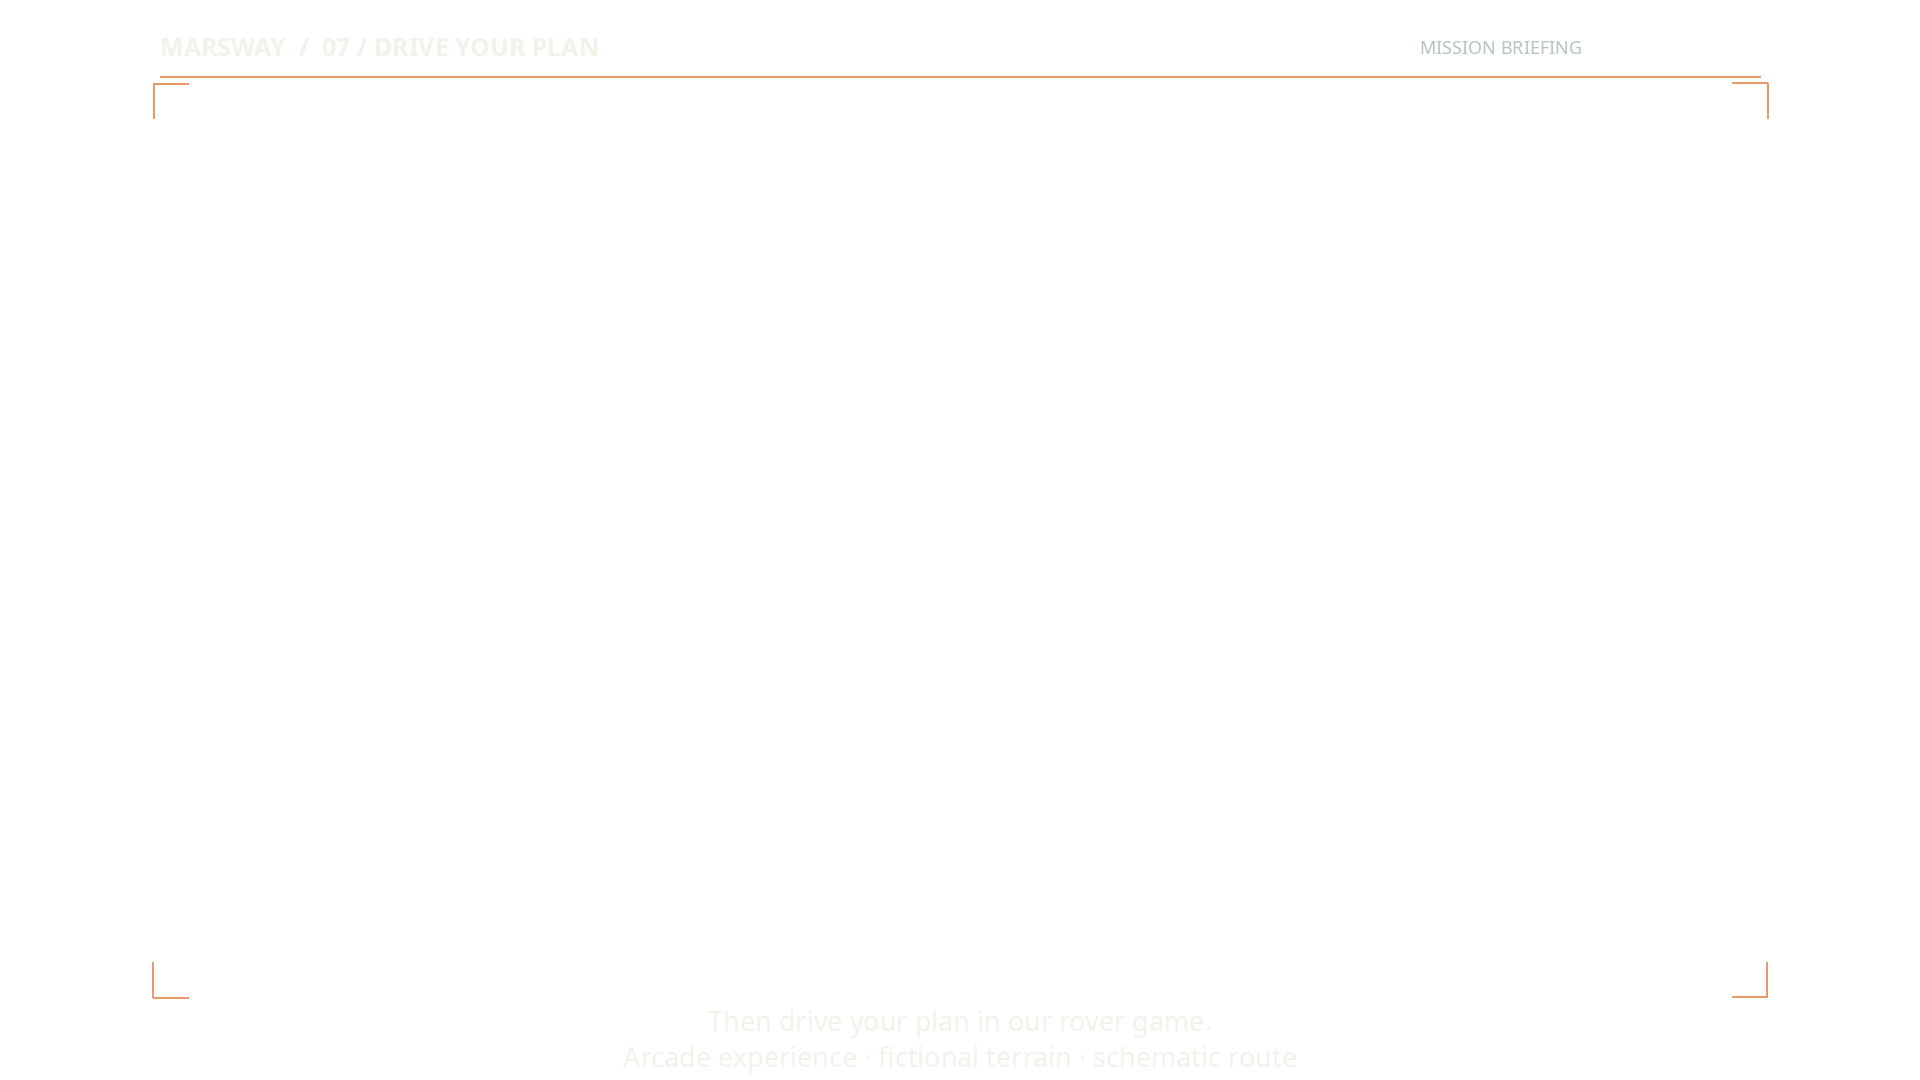 MARSWAY / 07 / DRIVE YOUR PLAN
MISSION BRIEFING
Then drive your plan in our rover game.
Arcade experience · fictional terrain · schematic route